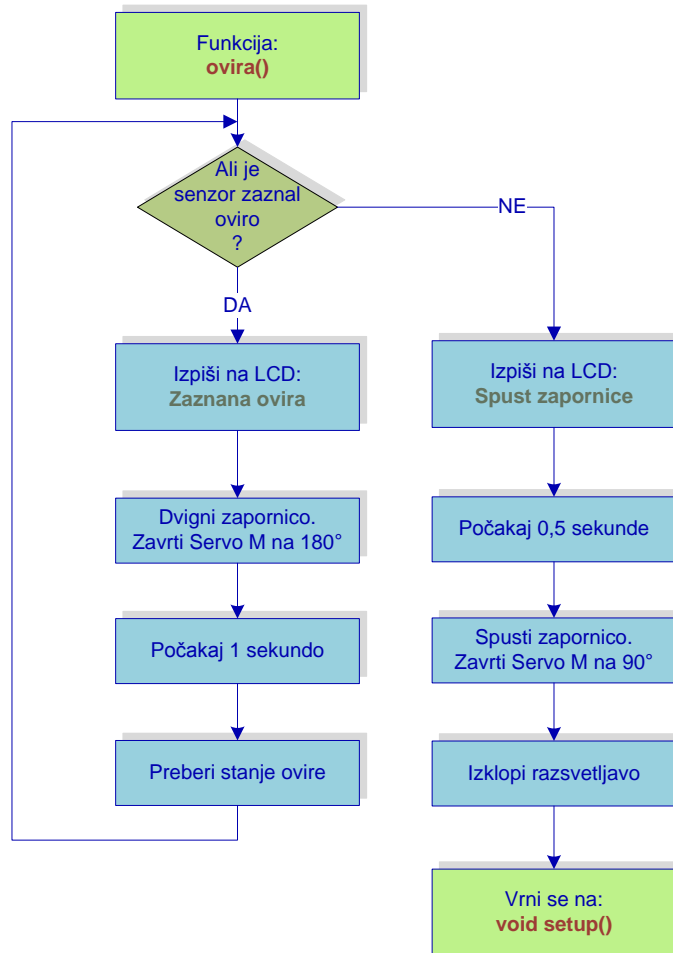 Funkcija:
ovira()
Ali je
senzor zaznal
oviro
?
NE
DA
Izpiši na LCD:
Zaznana ovira
Izpiši na LCD:
Spust zapornice
Dvigni zapornico.
Zavrti Servo M na 180°
Počakaj 0,5 sekunde
Počakaj 1 sekundo
Spusti zapornico.
Zavrti Servo M na 90°
Preberi stanje ovire
Izklopi razsvetljavo
Vrni se na:
void setup()